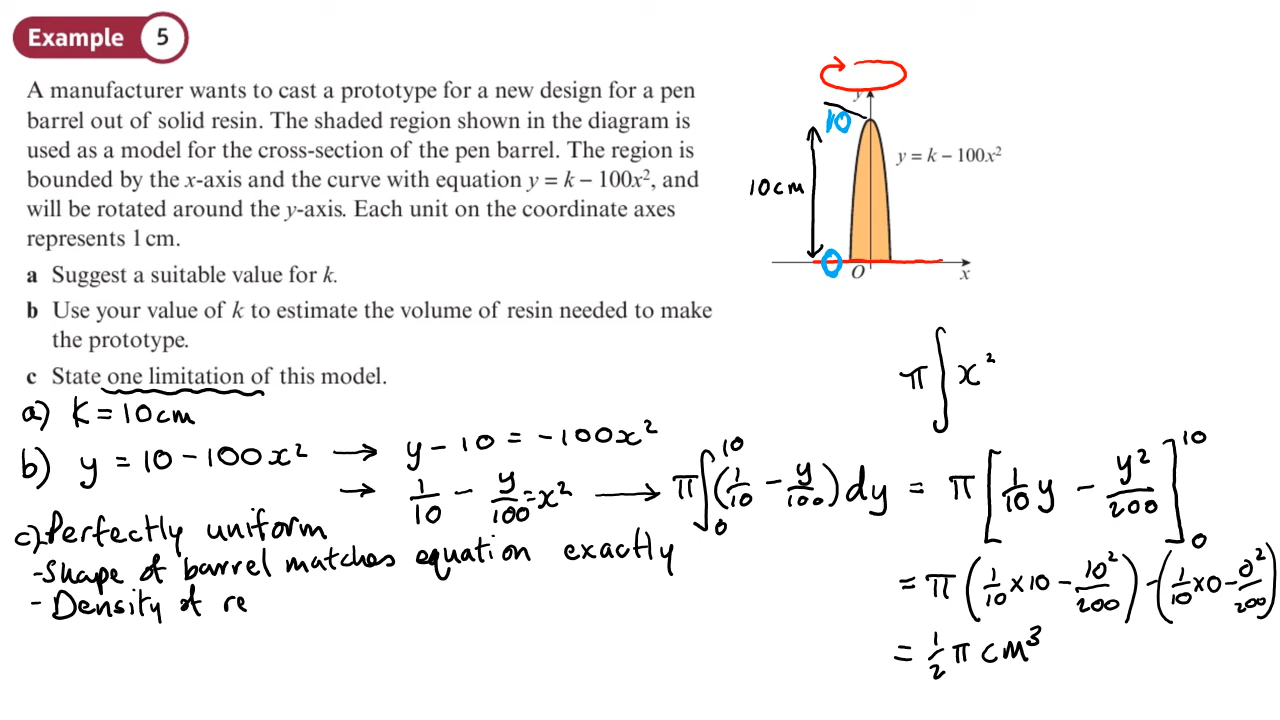 Example 5
A manufacturer wants to cast a prototype for a new design for a pen
barrel out of solid resin. The shaded region shown in the diagram is
used as a model for the cross-section of the pen barrel. The region is
bounded by the x-axis and the curve with equation y = k − 100x², and
will be rotated around the y-axis. Each unit on the coordinate axes
represents 1 cm.
a Suggest a suitable value for k.
b Use your value of k to estimate the volume of resin needed to make
the prototype.
c State one limitation of this model.
y
10
y = k − 100x²
10cm
0
O
x
π∫x²
a) k = 10cm
b) y = 10 - 100x² → y - 10 = -100x²
→ 1/10 - y/100 = x² → π∫₀¹⁰(1/10 - y/100)dy = π[1/10y - y²/200]₀¹⁰
= π(1/10 × 10 - 10²/200) - (1/10 × 0 - 0²/200)
= 1/2 π cm³
c) Perfectly uniform
- Shape of barrel matches equation exactly
- Density of re